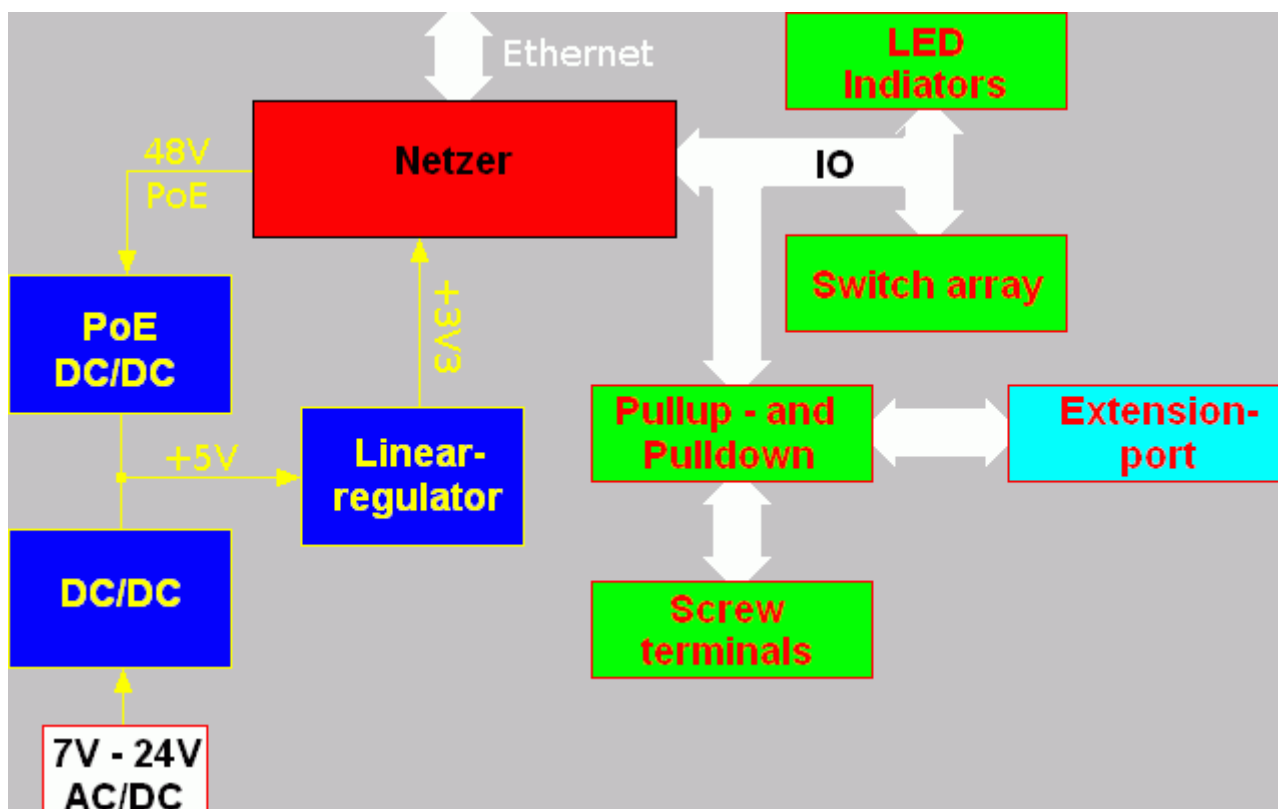 Ethernet
LED
Indiators
48V
PoE
Netzer
IO
Switch array
+3V3
PoE
DC/DC
Pullup - and
Pulldown
Extension-
port
+5V
Linear-
regulator
DC/DC
Screw
terminals
7V - 24V
AC/DC